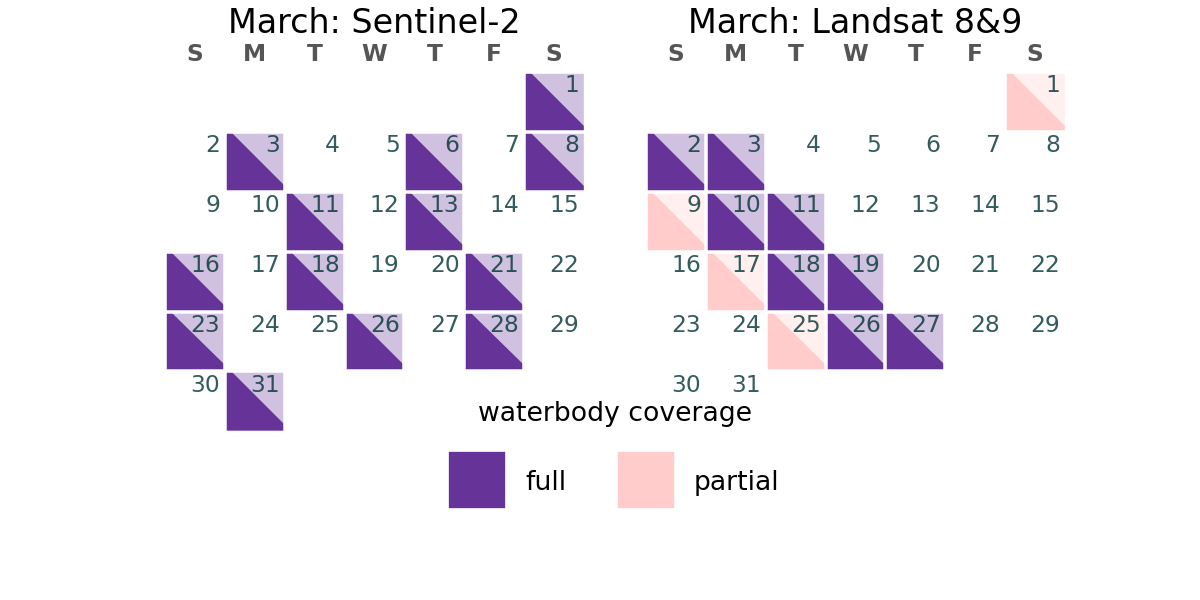 March: Sentinel-2
S M T W T F S
1
2 3 4 5 6 7 8
9 10 11 12 13 14 15
16 17 18 19 20 21 22
23 24 25 26 27 28 29
30 31
March: Landsat 8&9
S M T W T F S
1
2 3 4 5 6 7 8
9 10 11 12 13 14 15
16 17 18 19 20 21 22
23 24 25 26 27 28 29
30 31
waterbody coverage
full
partial